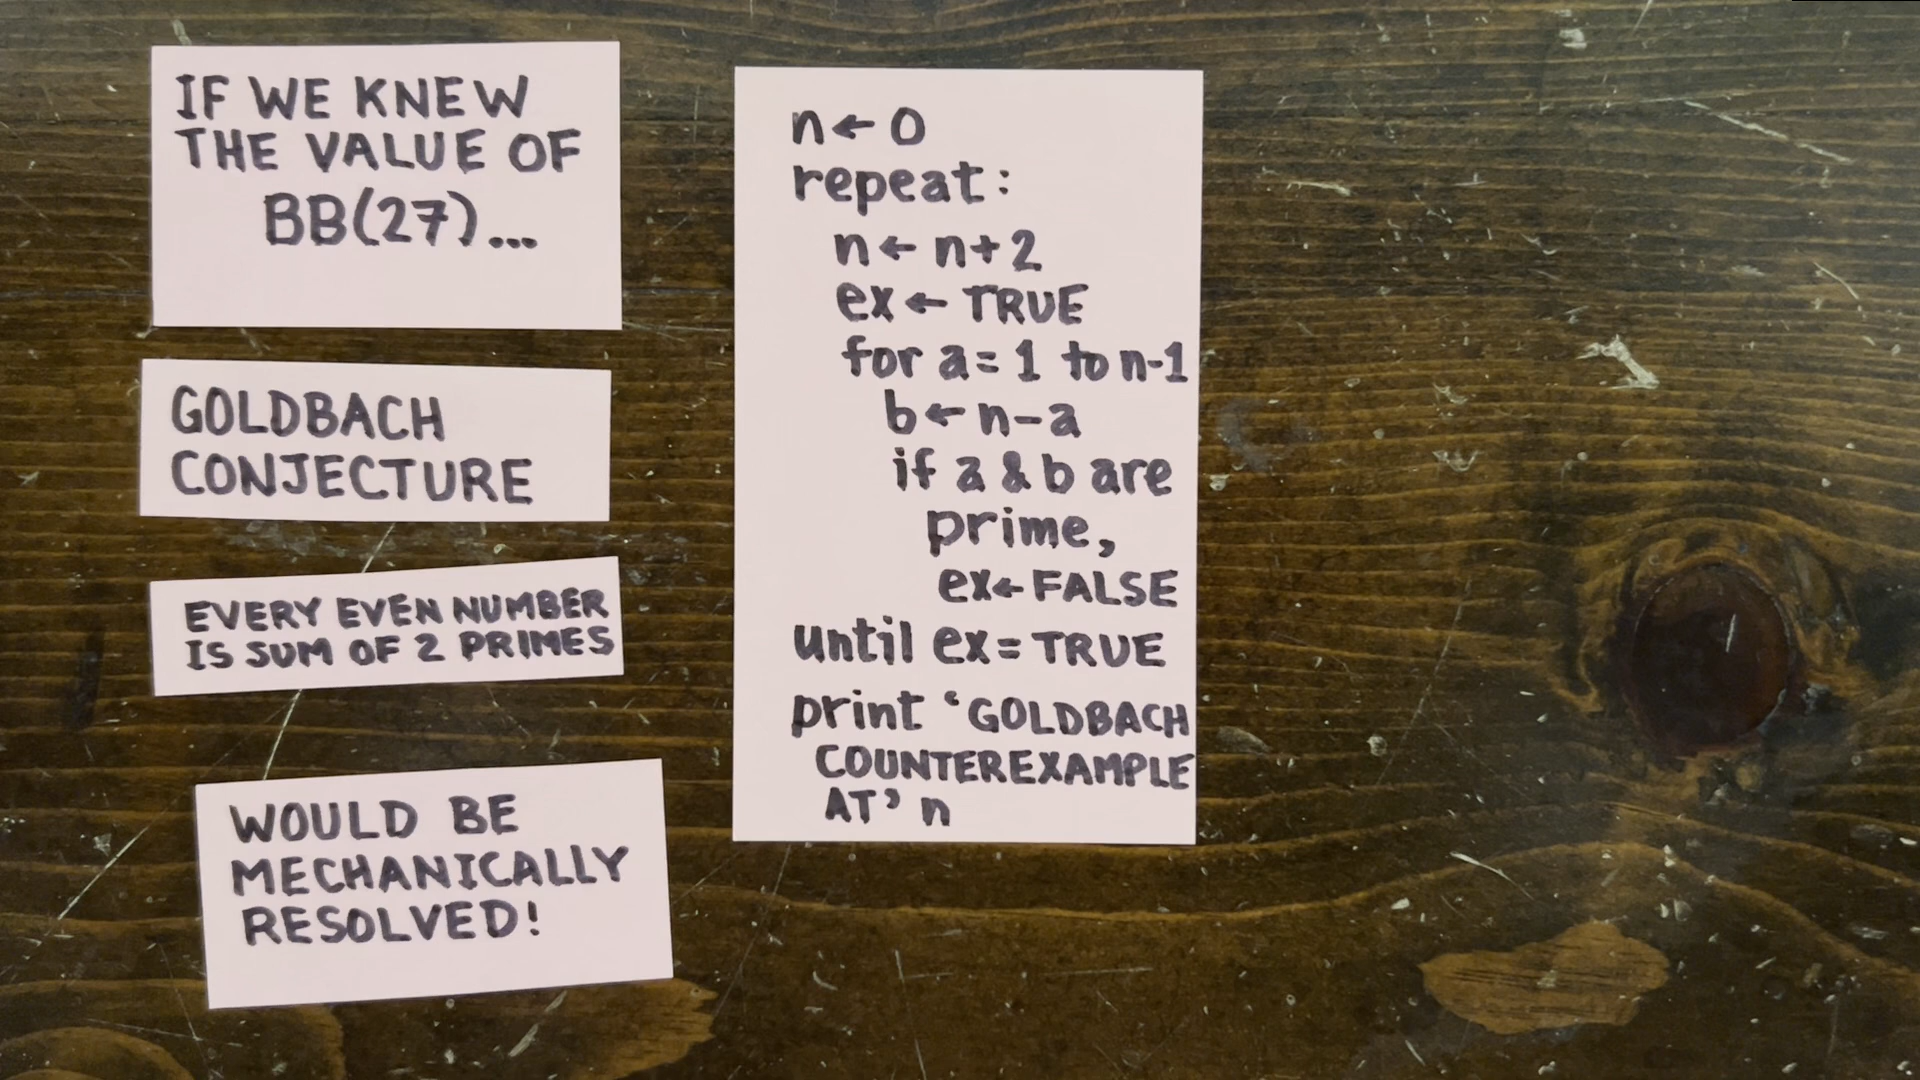 IF WE KNEW
THE VALUE OF
BB(27)...
GOLDBACH
CONJECTURE
EVERY EVEN NUMBER
IS SUM OF 2 PRIMES
WOULD BE
MECHANICALLY
RESOLVED!
n←0
repeat:
n←n+2
ex←TRUE
for a=1 to n-1
b←n-a
if a & b are
prime,
ex←FALSE
until ex=TRUE
print ‘GOLDBACH
COUNTEREXAMPLE
AT’ n